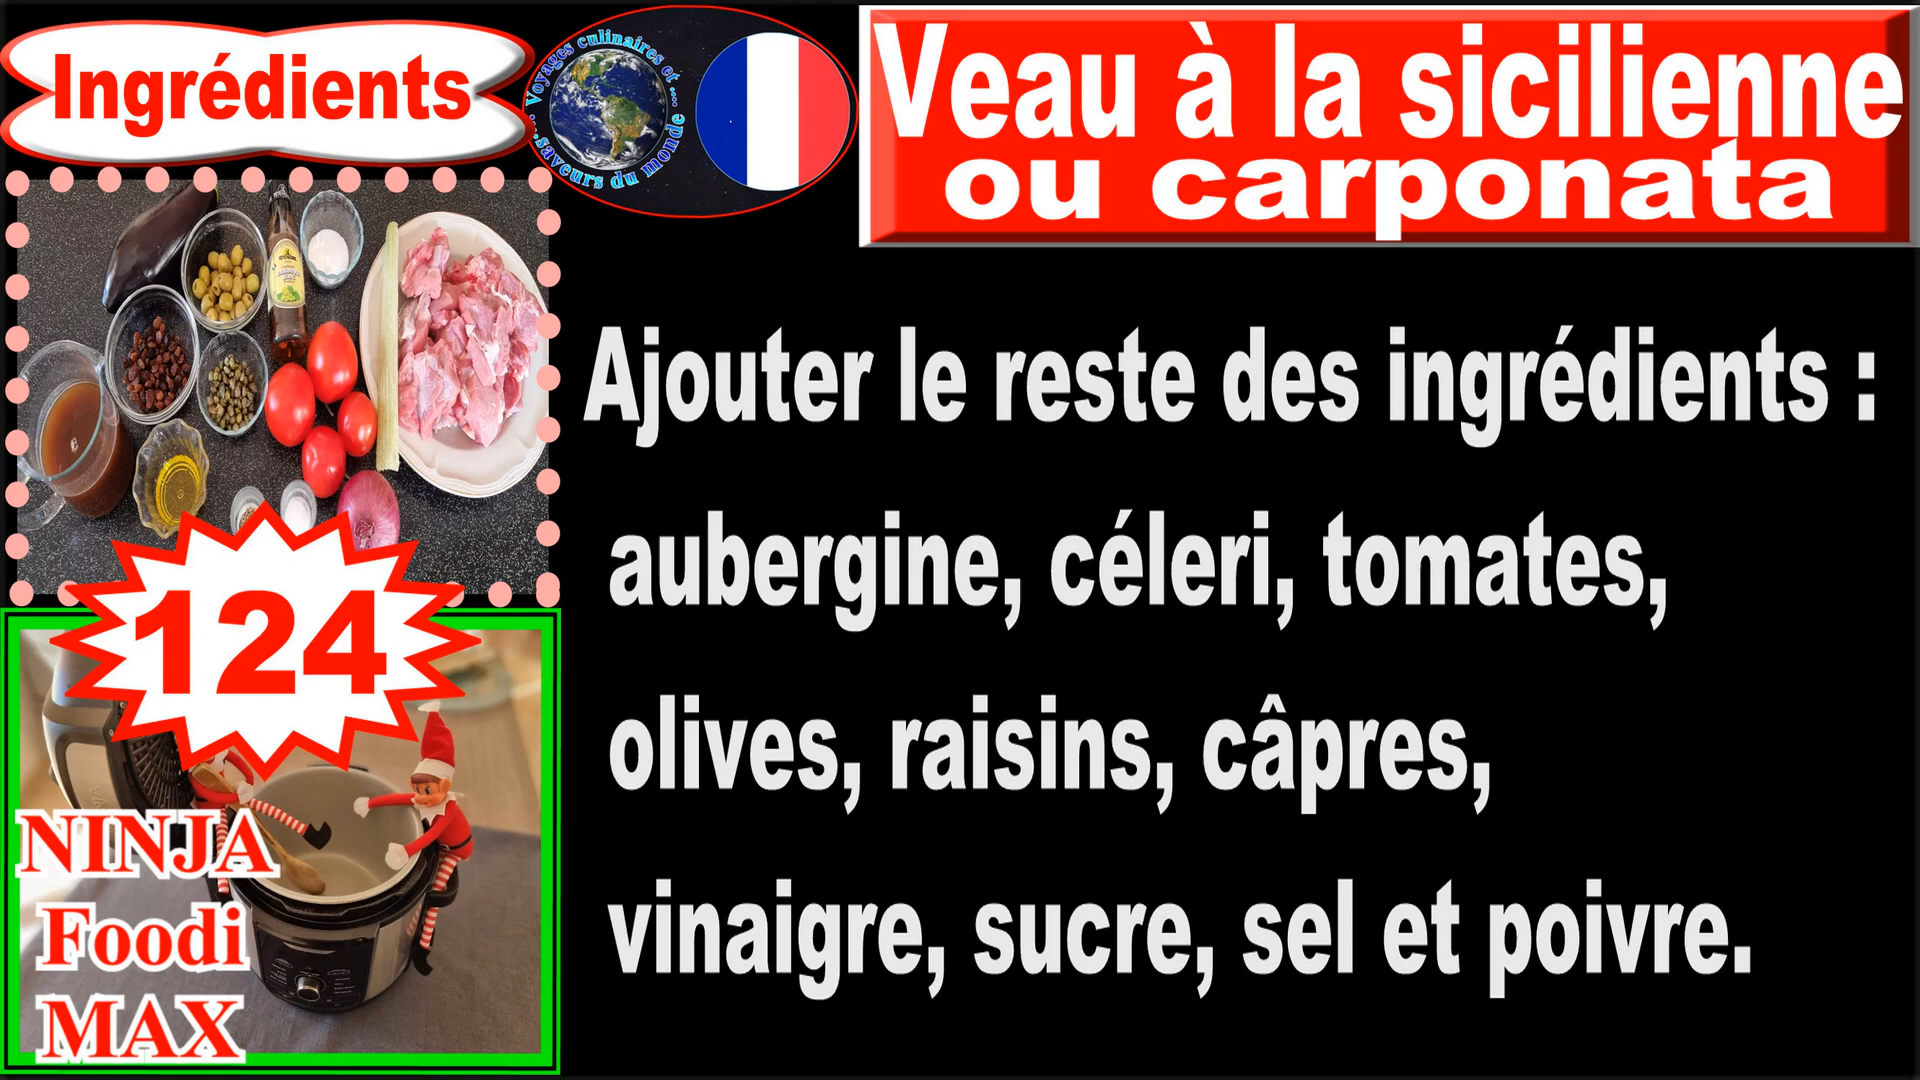 Ingrédients
Voyages culinaires et ....
...saveurs du monde
Veau à la sicilienne
ou carponata
Ajouter le reste des ingrédients :
aubergine, céleri, tomates,
olives, raisins, câpres,
vinaigre, sucre, sel et poivre.
124
NINJA
Foodi
MAX